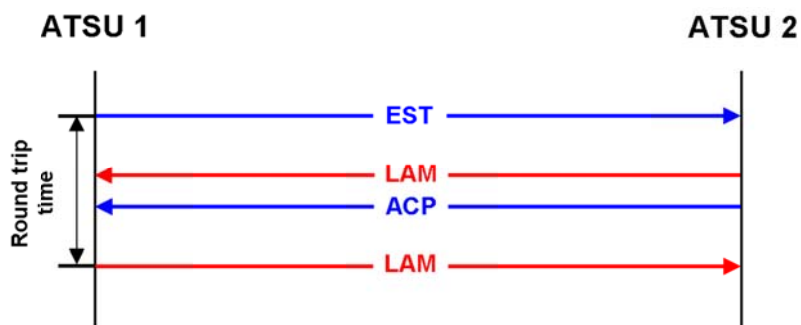 ATSU 1
ATSU 2
EST
LAM
ACP
LAM
Round trip
time